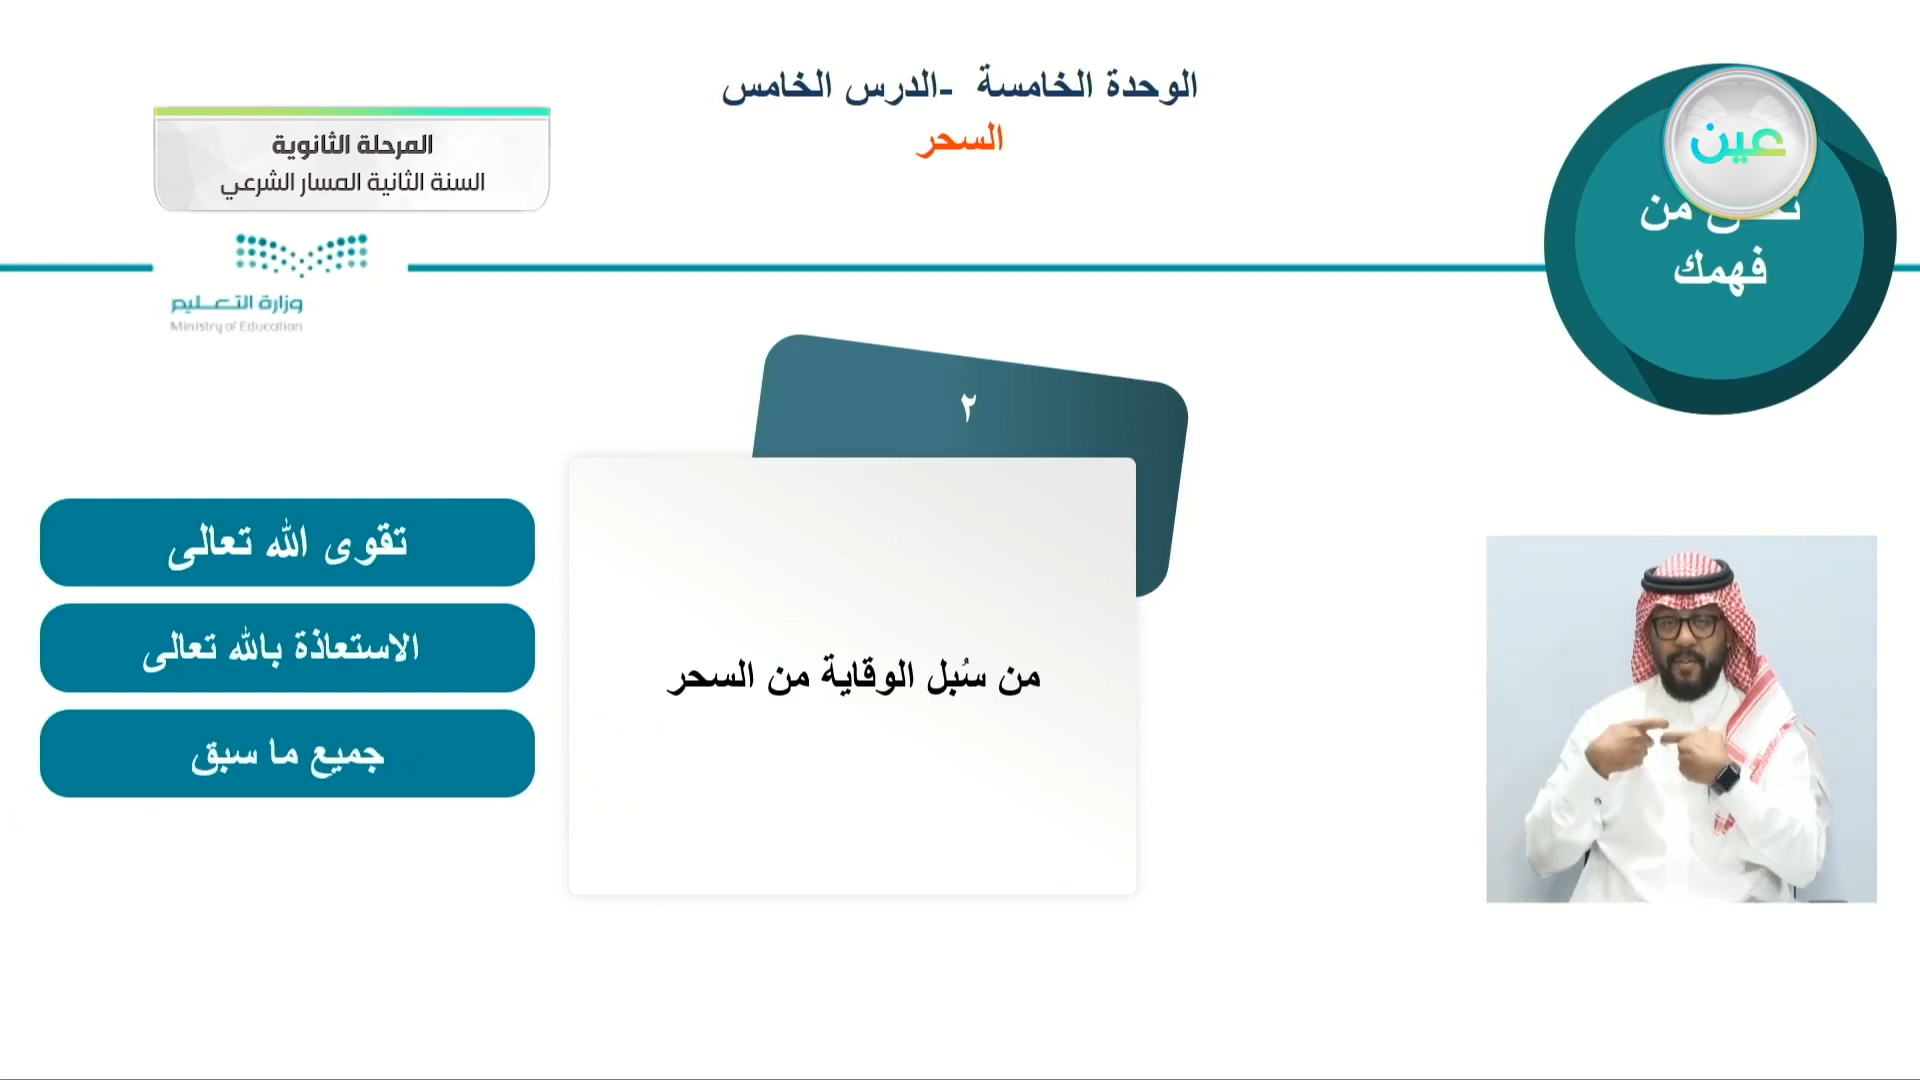 الوحدة الخامسة -الدرس الخامس
السحر
عين
من
فهمك
المرحلة الثانوية
السنة الثانية المسار الشرعي
وزارة التعليم
Ministry of Education
٢
من سُبل الوقاية من السحر
تقوى الله تعالى
الاستعاذة بالله تعالى
جميع ما سبق